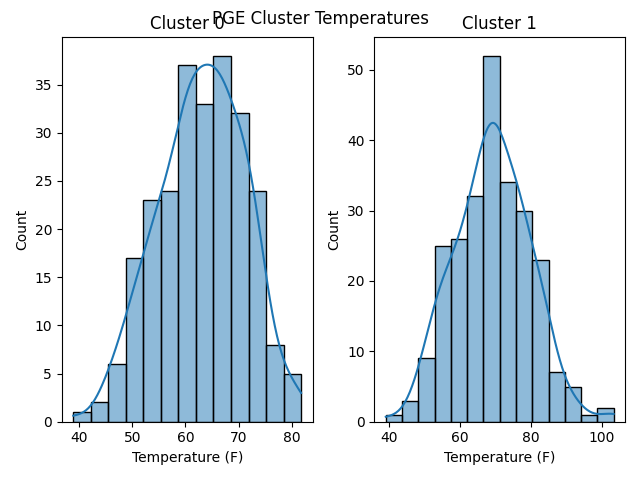 PGE Cluster Temperatures
Cluster 0
Cluster 1
Count
35
30
25
20
15
10
5
0
40 50 60 70 80
Temperature (F)
Count
50
40
30
20
10
0
40 60 80 100
Temperature (F)